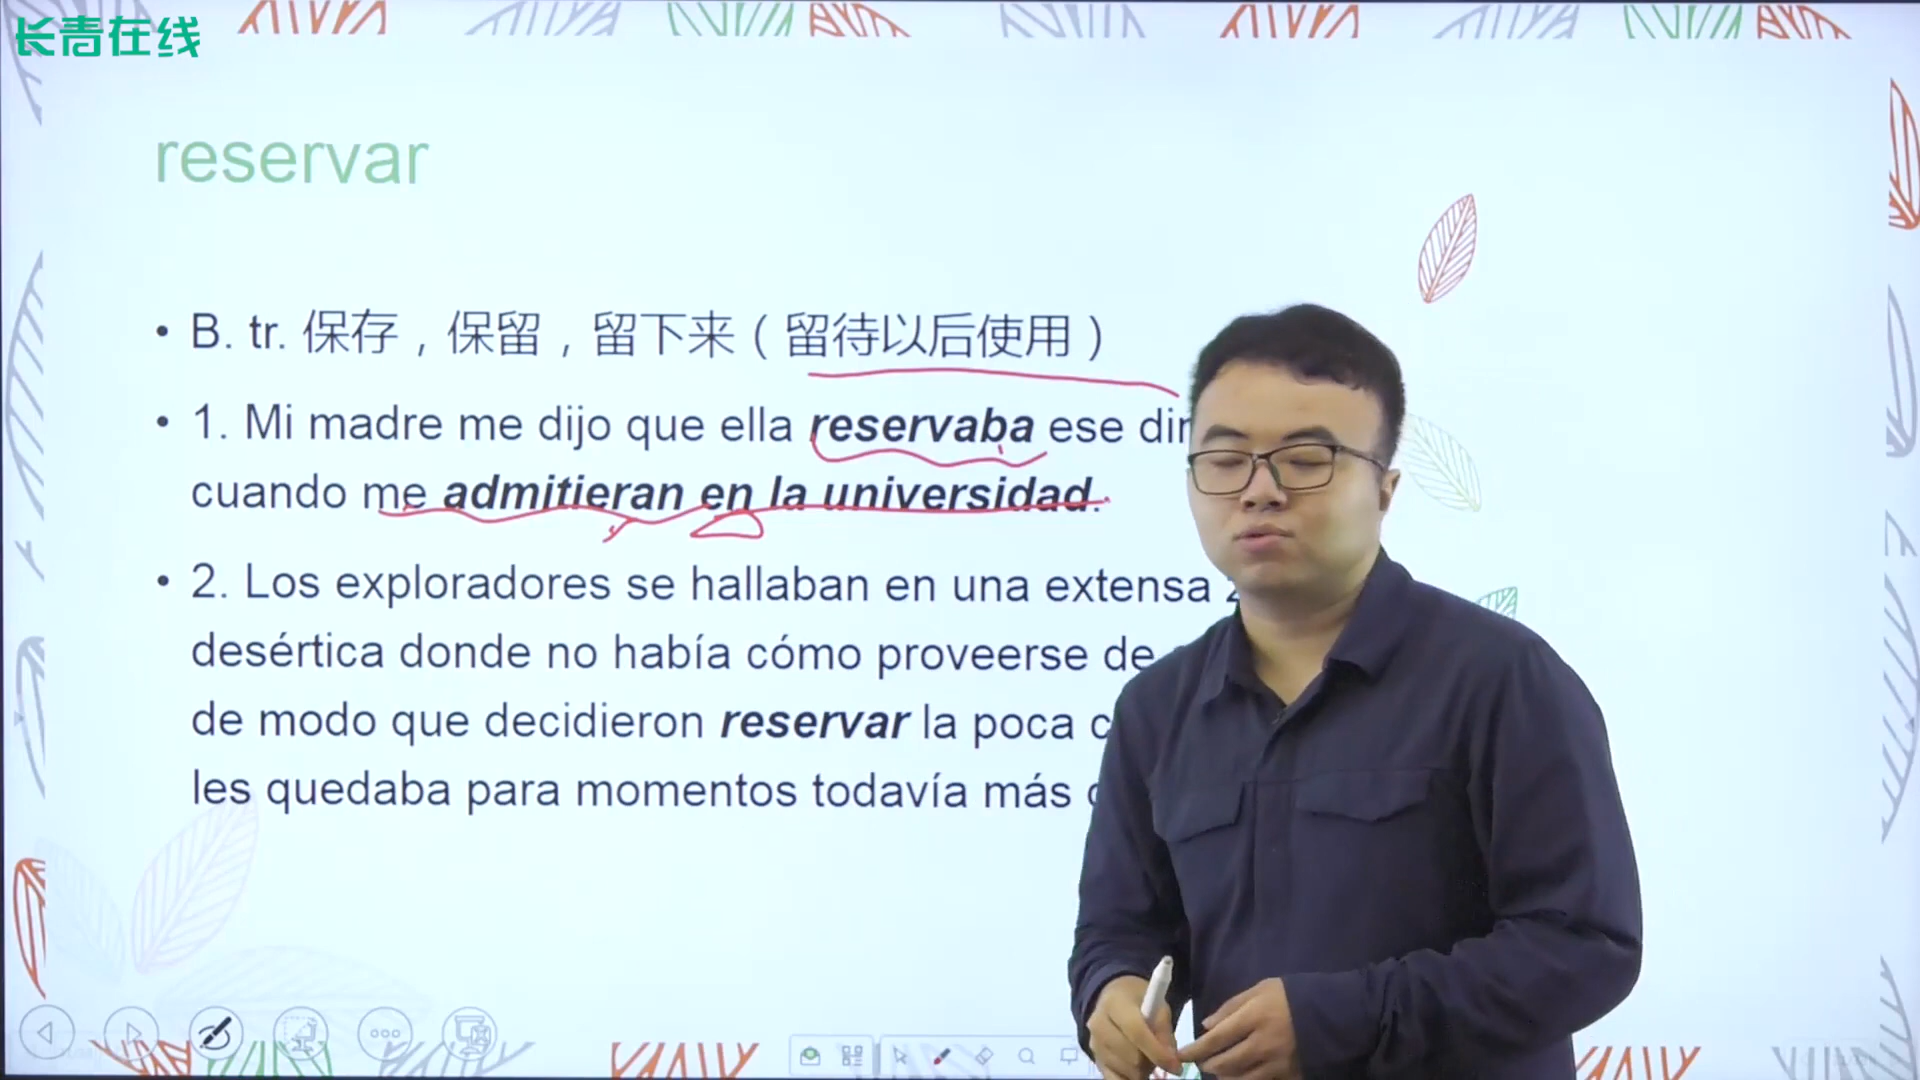 长青在线
reservar
• B. tr. 保存，保留，留下来（留待以后使用）
• 1. Mi madre me dijo que ella reservaba ese
cuando me admitieran en la universidad.
• 2. Los exploradores se hallaban en una extensa
desértica donde no había cómo proveerse de
de modo que decidieron reservar la poca
les quedaba para momentos todavía más